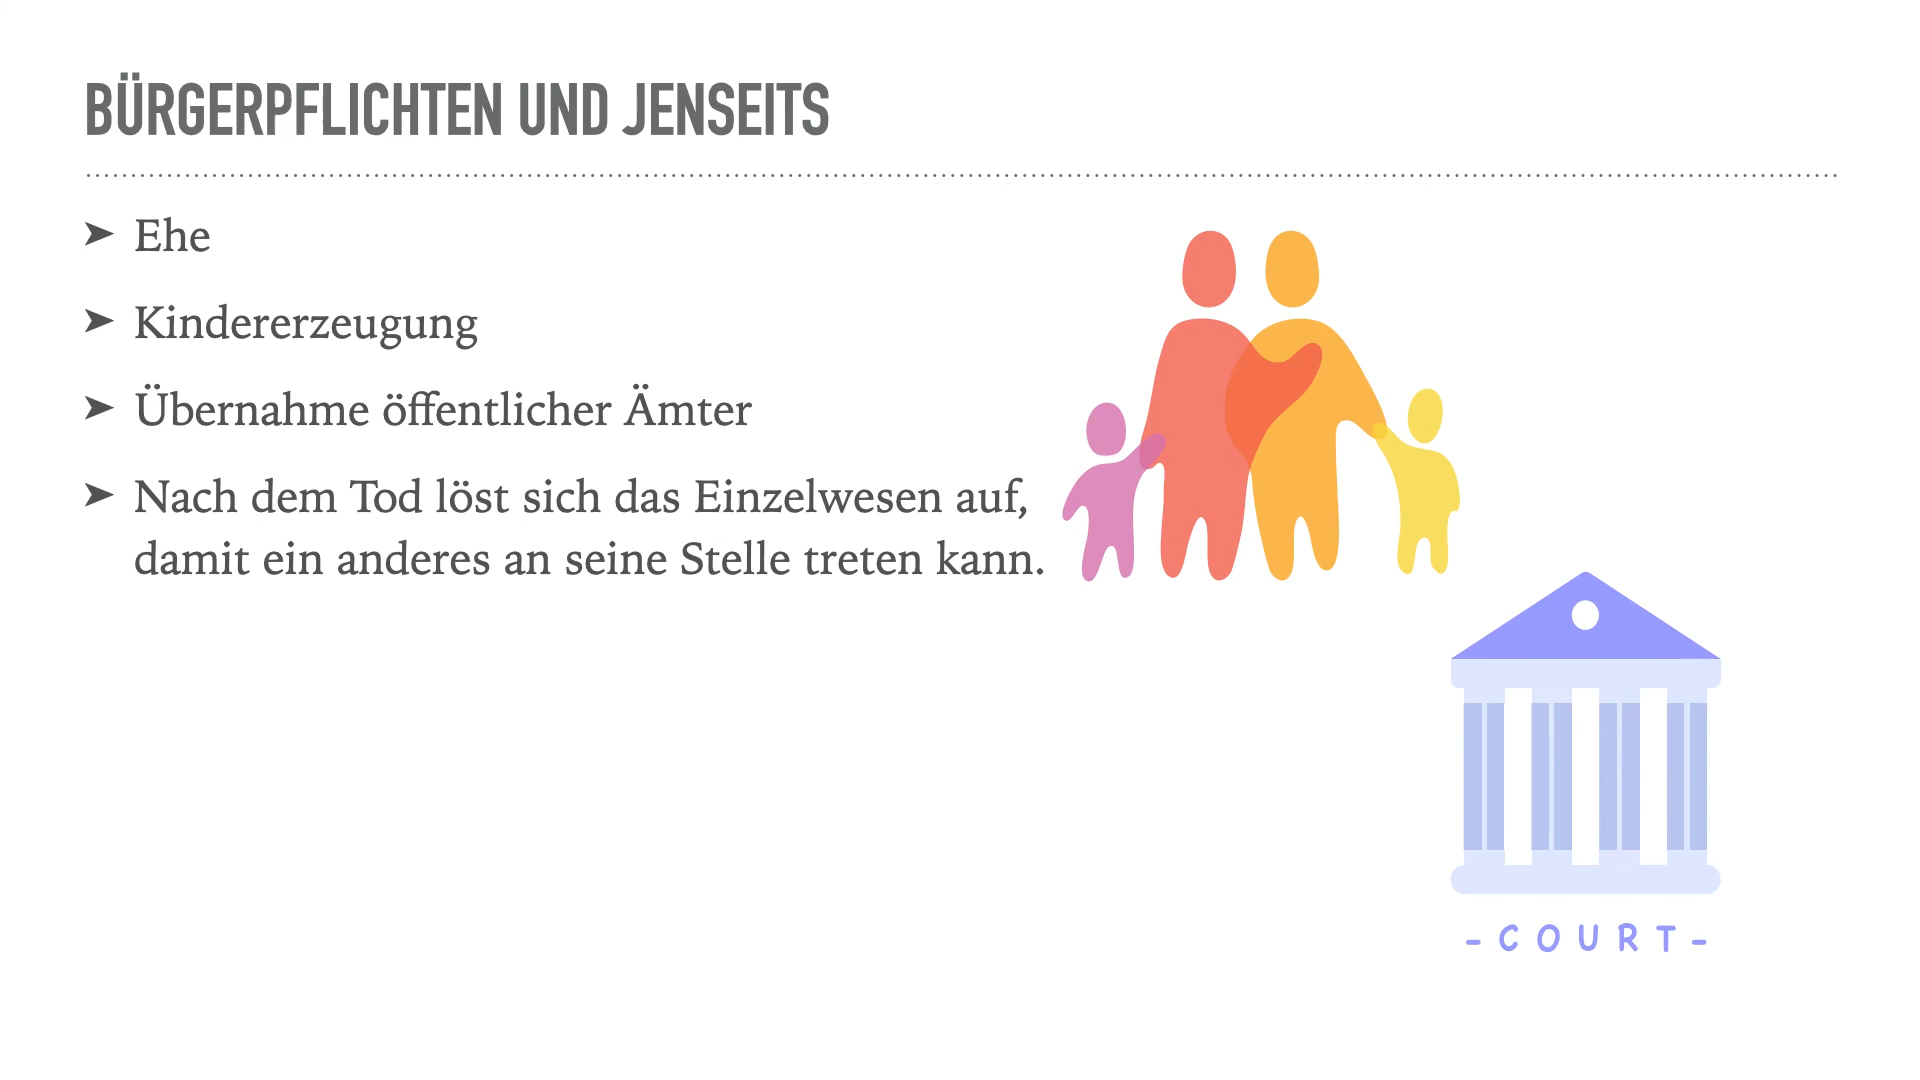 BÜRGERPFLICHTEN UND JENSEITS
➤ Ehe
➤ Kindererzeugung
➤ Übernahme öffentlicher Ämter
➤ Nach dem Tod löst sich das Einzelwesen auf,
damit ein anderes an seine Stelle treten kann.
- COURT -